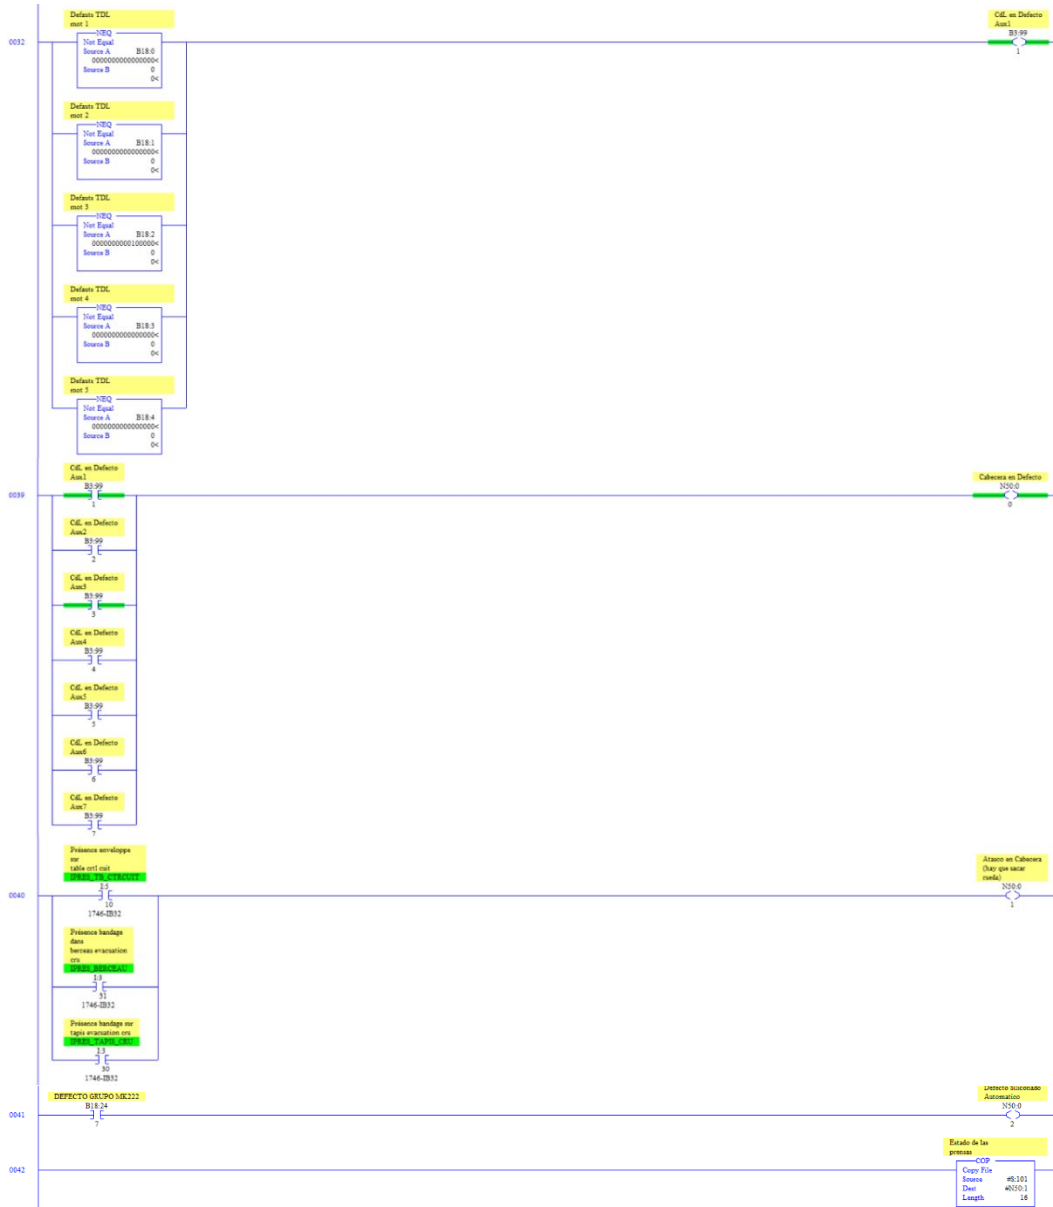 Defauts TDL
mot 1
NEQ
Not Equal
Source A B18:0
0000000000000000<
Source B 0
0<
0032
CdL en Defecto
Aux1
B3:99
1
Defauts TDL
mot 2
NEQ
Not Equal
Source A B18:1
0000000000000000<
Source B 0
0<
Defauts TDL
mot 3
NEQ
Not Equal
Source A B18:2
0000000000100000<
Source B 0
0<
Defauts TDL
mot 4
NEQ
Not Equal
Source A B18:3
0000000000000000<
Source B 0
0<
Defauts TDL
mot 5
NEQ
Not Equal
Source A B18:4
0000000000000000<
Source B 0
0<
0039
CdL en Defecto
Aux1
B3:99
1
Cabecera en Defecto
N50:0
0
CdL en Defecto
Aux2
B3:99
2
CdL en Defecto
Aux3
B3:99
3
CdL en Defecto
Aux4
B3:99
4
CdL en Defecto
Aux5
B3:99
5
CdL en Defecto
Aux6
B3:99
6
CdL en Defecto
Aux7
B3:99
7
0040
Présence enveloppe
sur
table crtl cuit
IPRES_TB_CTRCUIT
I:5
10
1746-IB32
Atasco en Cabecera
(hay que sacar
rueda)
N50:0
1
Présence bandage
dans
berceau evacuation
cru
IPRES_BERCEAU
I:3
31
1746-IB32
Présence bandage sur
tapis evacuation cru
IPRES_TAPIS_CRU
I:3
30
1746-IB32
0041
DEFECTO GRUPO MK222
B18:24
7
Defecto Siliconado
Automatico
N50:0
2
0042
Estado de las
prensas
COP
Copy File
Source #S:101
Dest #N50:1
Length 16